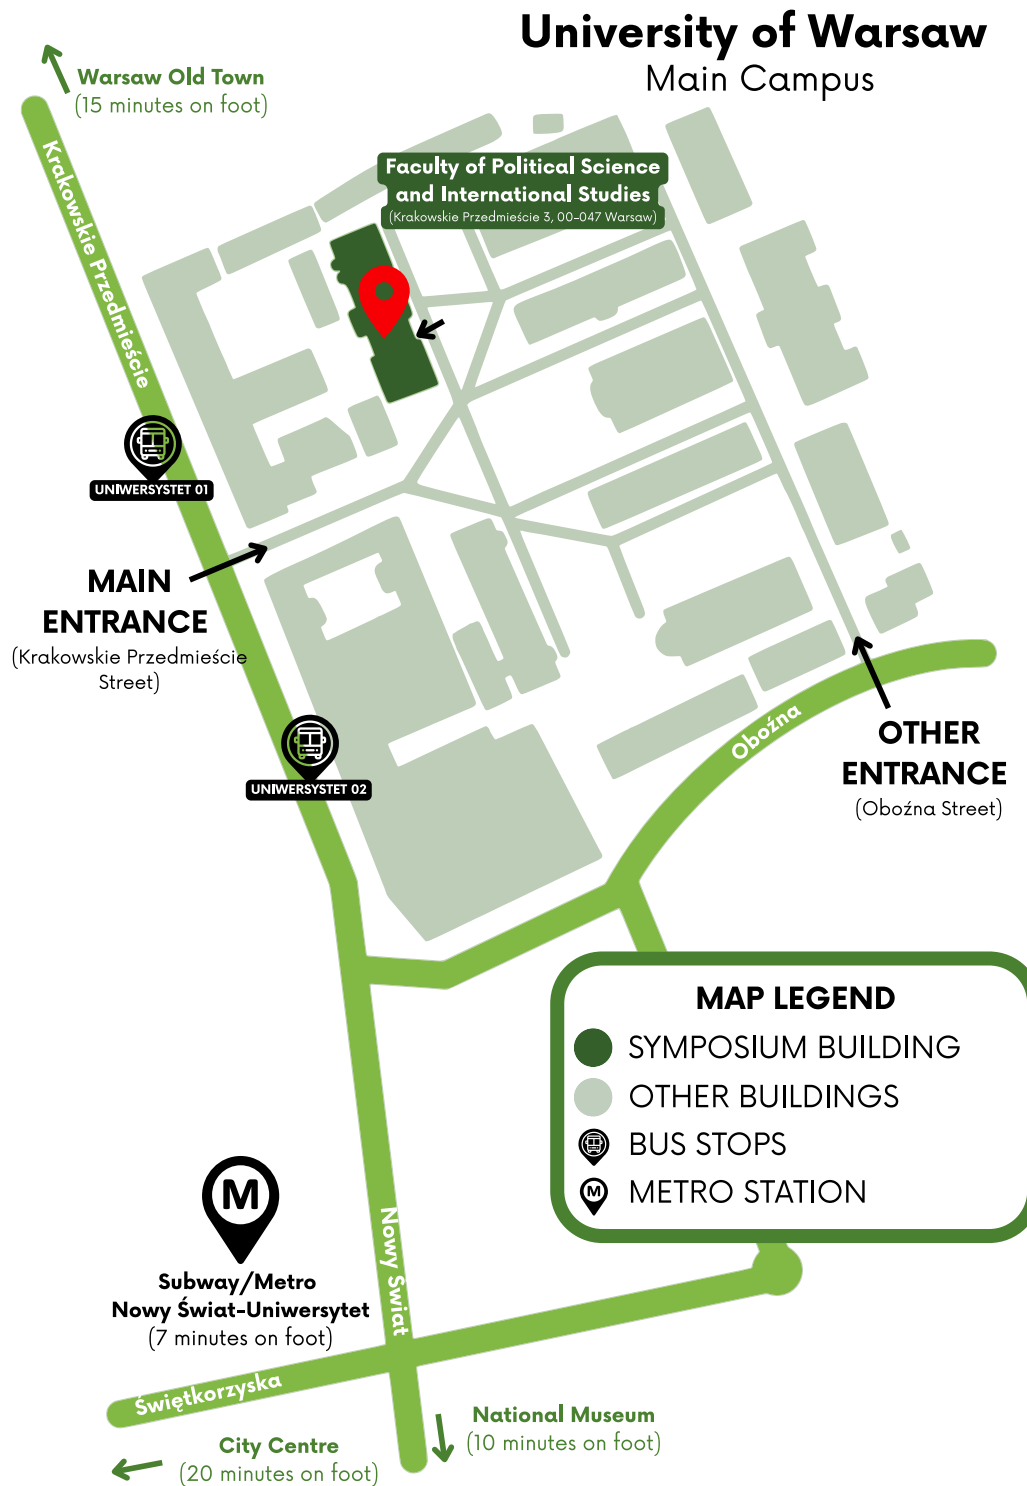 University of Warsaw
Main Campus
Warsaw Old Town
(15 minutes on foot)
Krakowskie Przedmieście
Faculty of Political Science
and International Studies
(Krakowskie Przedmieście 3, 00-047 Warsaw)
UNIWERSYSTET 01
MAIN
ENTRANCE
(Krakowskie Przedmieście
Street)
UNIWERSYSTET 02
Oboźna
OTHER
ENTRANCE
(Oboźna Street)
MAP LEGEND
SYMPOSIUM BUILDING
OTHER BUILDINGS
BUS STOPS
M
METRO STATION
M
Subway/Metro
Nowy Świat-Uniwersytet
(7 minutes on foot)
Nowy Świat
Świętkorzyska
National Museum
(10 minutes on foot)
City Centre
(20 minutes on foot)